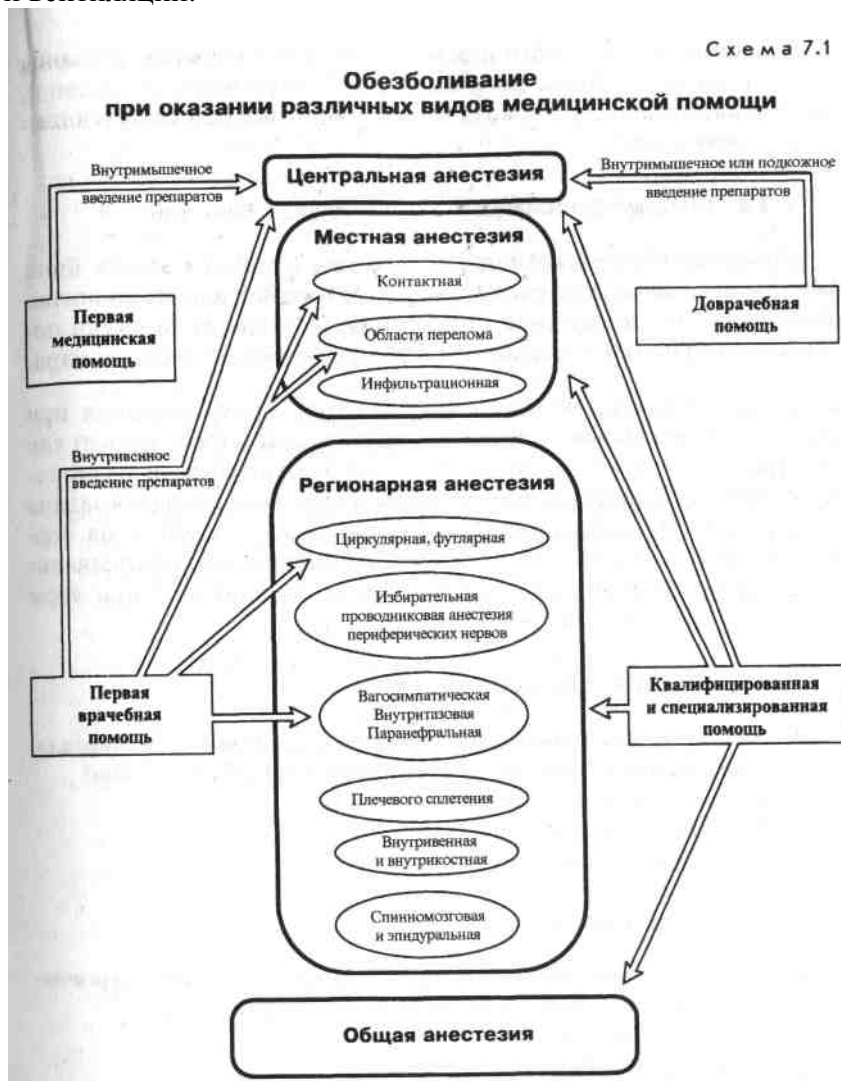 Схема 7.1
Обезболивание
при оказании различных видов медицинской помощи
Внутримышечное
введение препаратов
Центральная анестезия
Внутримышечное или подкожное
введение препаратов
Местная анестезия
Контактная
Области перелома
Инфильтрационная
Первая
медицинская
помощь
Доврачебная
помощь
Внутривенное
введение препаратов
Регионарная анестезия
Циркулярная, футлярная
Избирательная
проводниковая анестезия
периферических нервов
Первая
врачебная
помощь
Вагосимпатическая
Внутритазовая
Паранефральная
Квалифицированная
и специализированная
помощь
Плечевого сплетения
Внутривенная
и внутрикостная
Спинномозговая
и эпидуральная
Общая анестезия